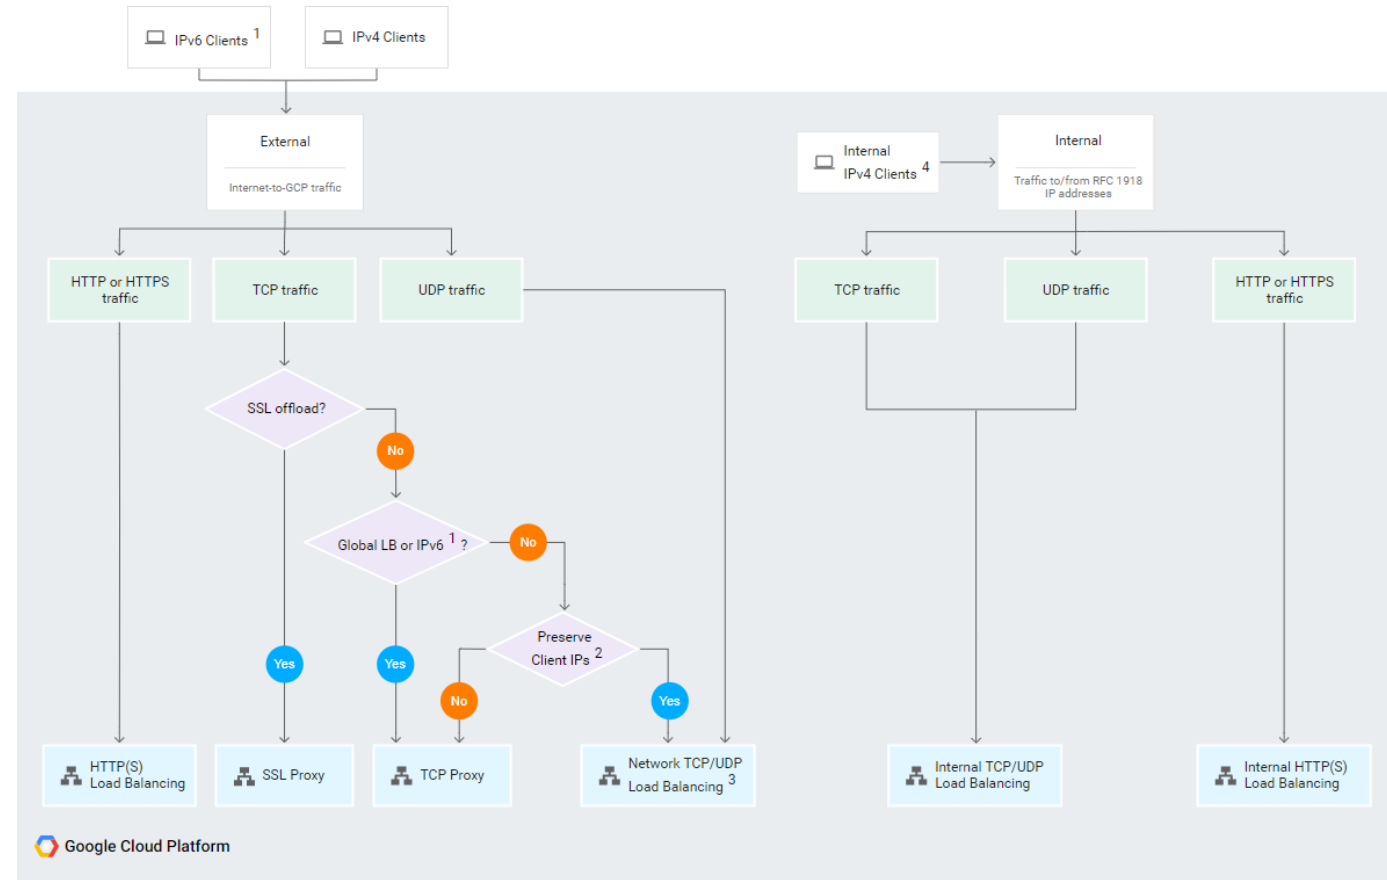 IPv6 Clients 1
IPv4 Clients
External
Internet-to-GCP traffic
Internal
IPv4 Clients 4
Internal
Traffic to/from RFC 1918
IP addresses
HTTP or HTTPS
traffic
TCP traffic
UDP traffic
TCP traffic
UDP traffic
HTTP or HTTPS
traffic
SSL offload?
No
Global LB or IPv6 1 ?
No
Preserve
Client IPs 2
Yes
Yes
No
Yes
HTTP(S)
Load Balancing
SSL Proxy
TCP Proxy
Network TCP/UDP
Load Balancing 3
Internal TCP/UDP
Load Balancing
Internal HTTP(S)
Load Balancing
Google Cloud Platform